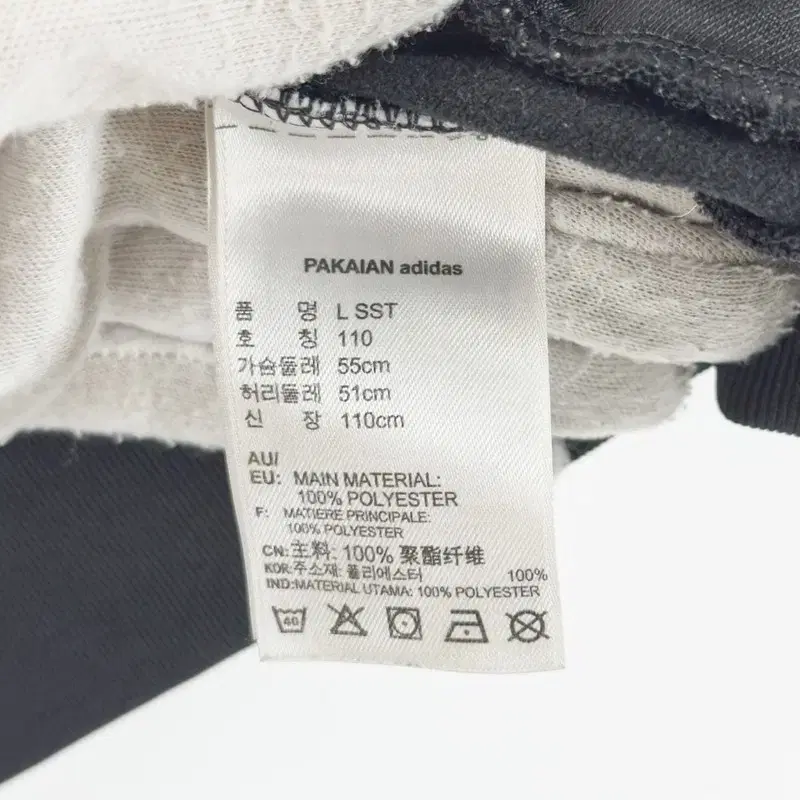 PAKAIAN adidas
품 명 L SST
호 칭 110
가슴둘레 55cm
허리둘레 51cm
신 장 110cm
AU/
EU: MAIN MATERIAL:
100% POLYESTER
F: MATIERE PRINCIPALE:
100% POLYESTER
CN:主料: 100% 聚酯纤维
KOR:주소재: 폴리에스터 100%
IND:MATERIAL UTAMA: 100% POLYESTER
40